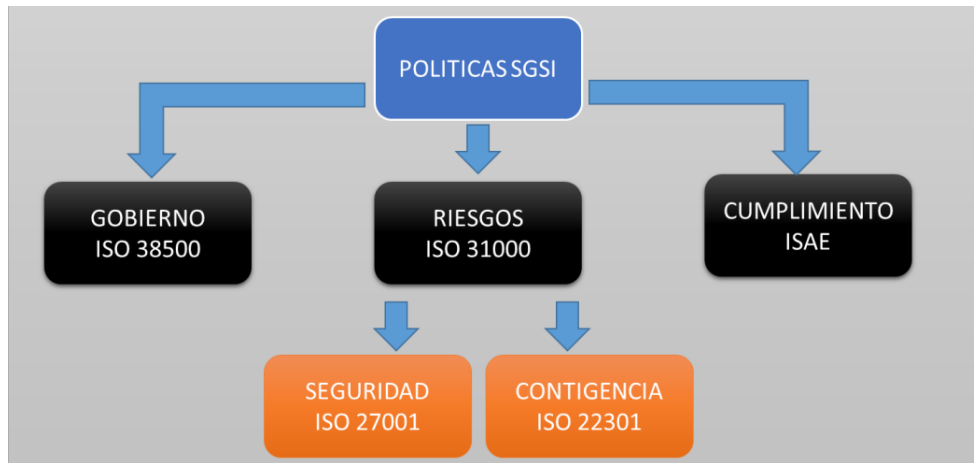 POLITICAS SGSI
GOBIERNO
ISO 38500
RIESGOS
ISO 31000
CUMPLIMIENTO
ISAE
SEGURIDAD
ISO 27001
CONTIGENCIA
ISO 22301